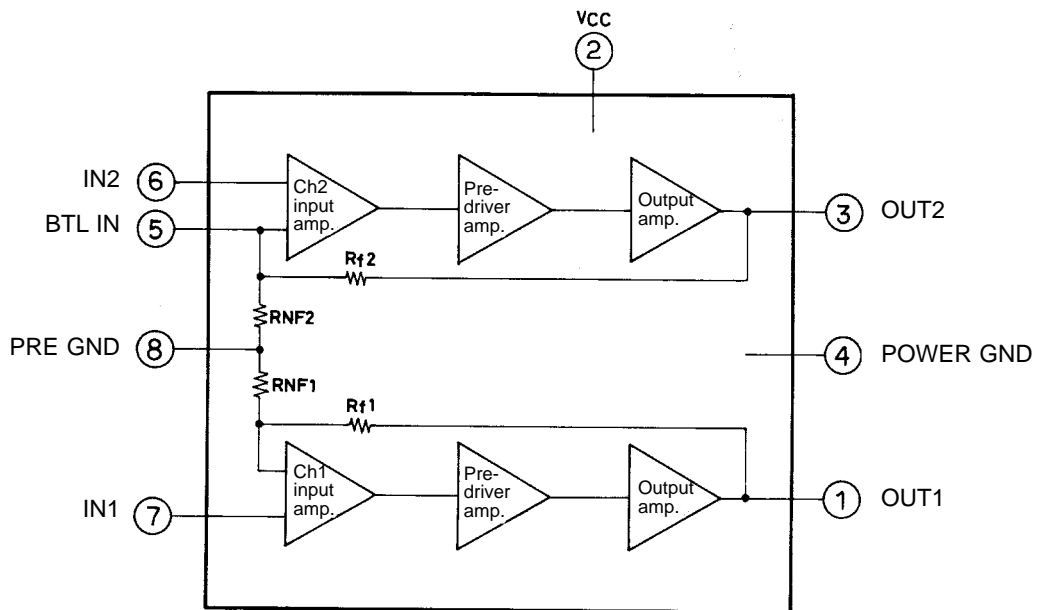 VCC
2
IN2 6
Ch2
input
amp.
Pre-
driver
amp.
Output
amp.
3 OUT2
BTL IN 5
Rf2
RNF2
PRE GND 8
4 POWER GND
RNF1
Rf1
Ch1
input
amp.
Pre-
driver
amp.
Output
amp.
1 OUT1
IN1 7